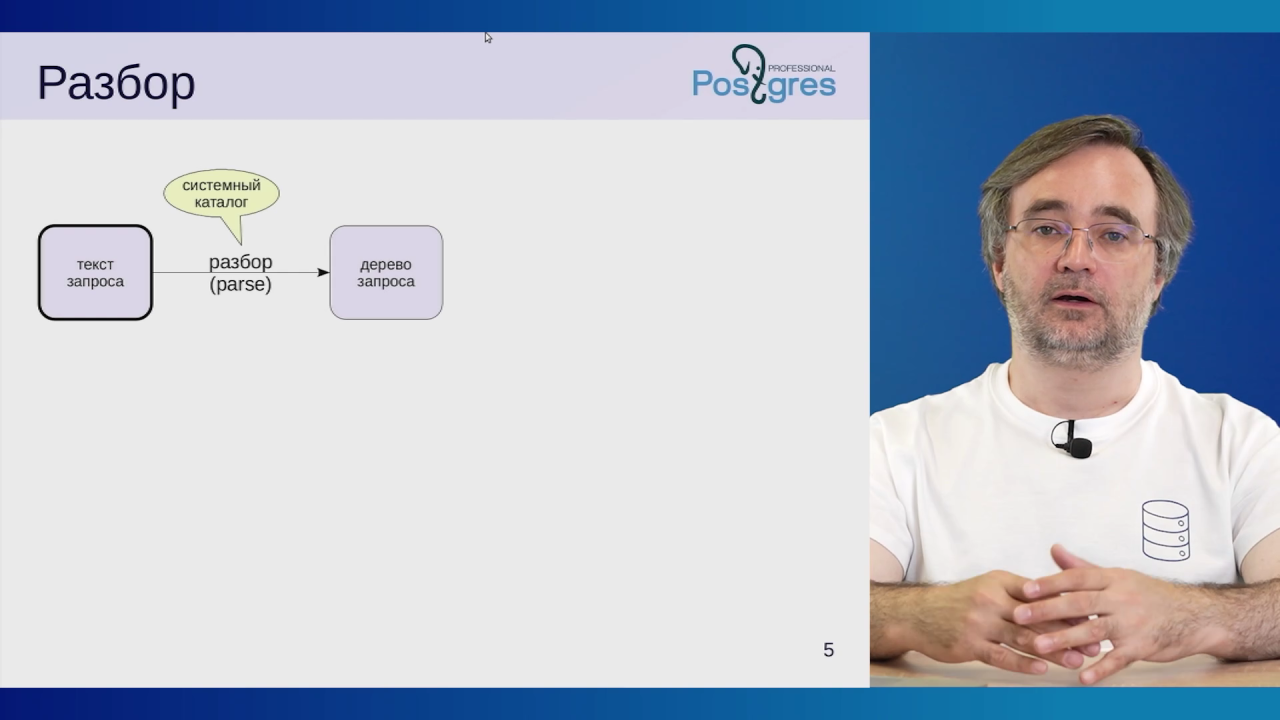 Разбор
PROFESSIONAL
Postgres
системный
каталог
текст
запроса
разбор
(parse)
дерево
запроса
5